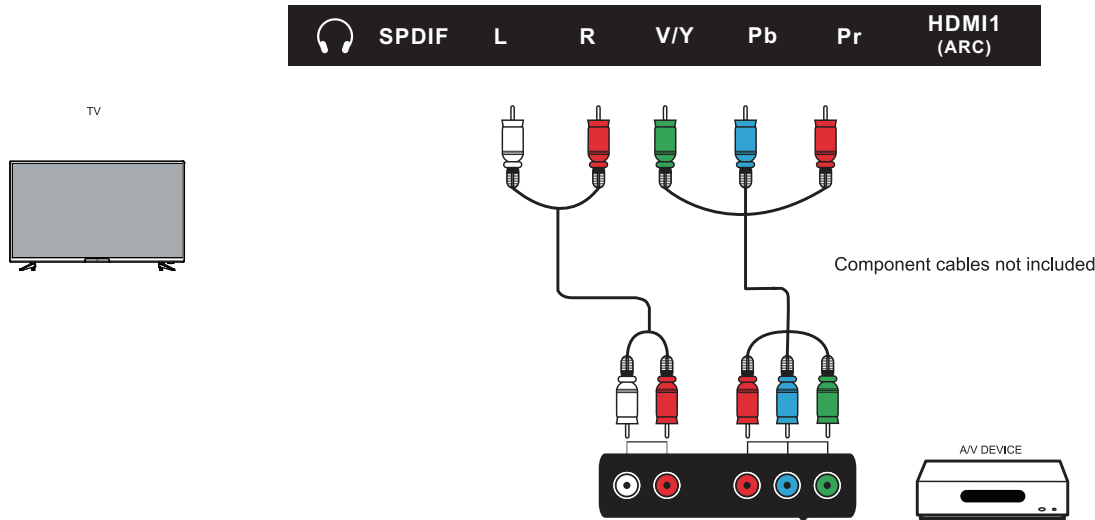 SPDIF L R V/Y Pb Pr HDMI1
(ARC)
TV
Component cables not included
A/V DEVICE